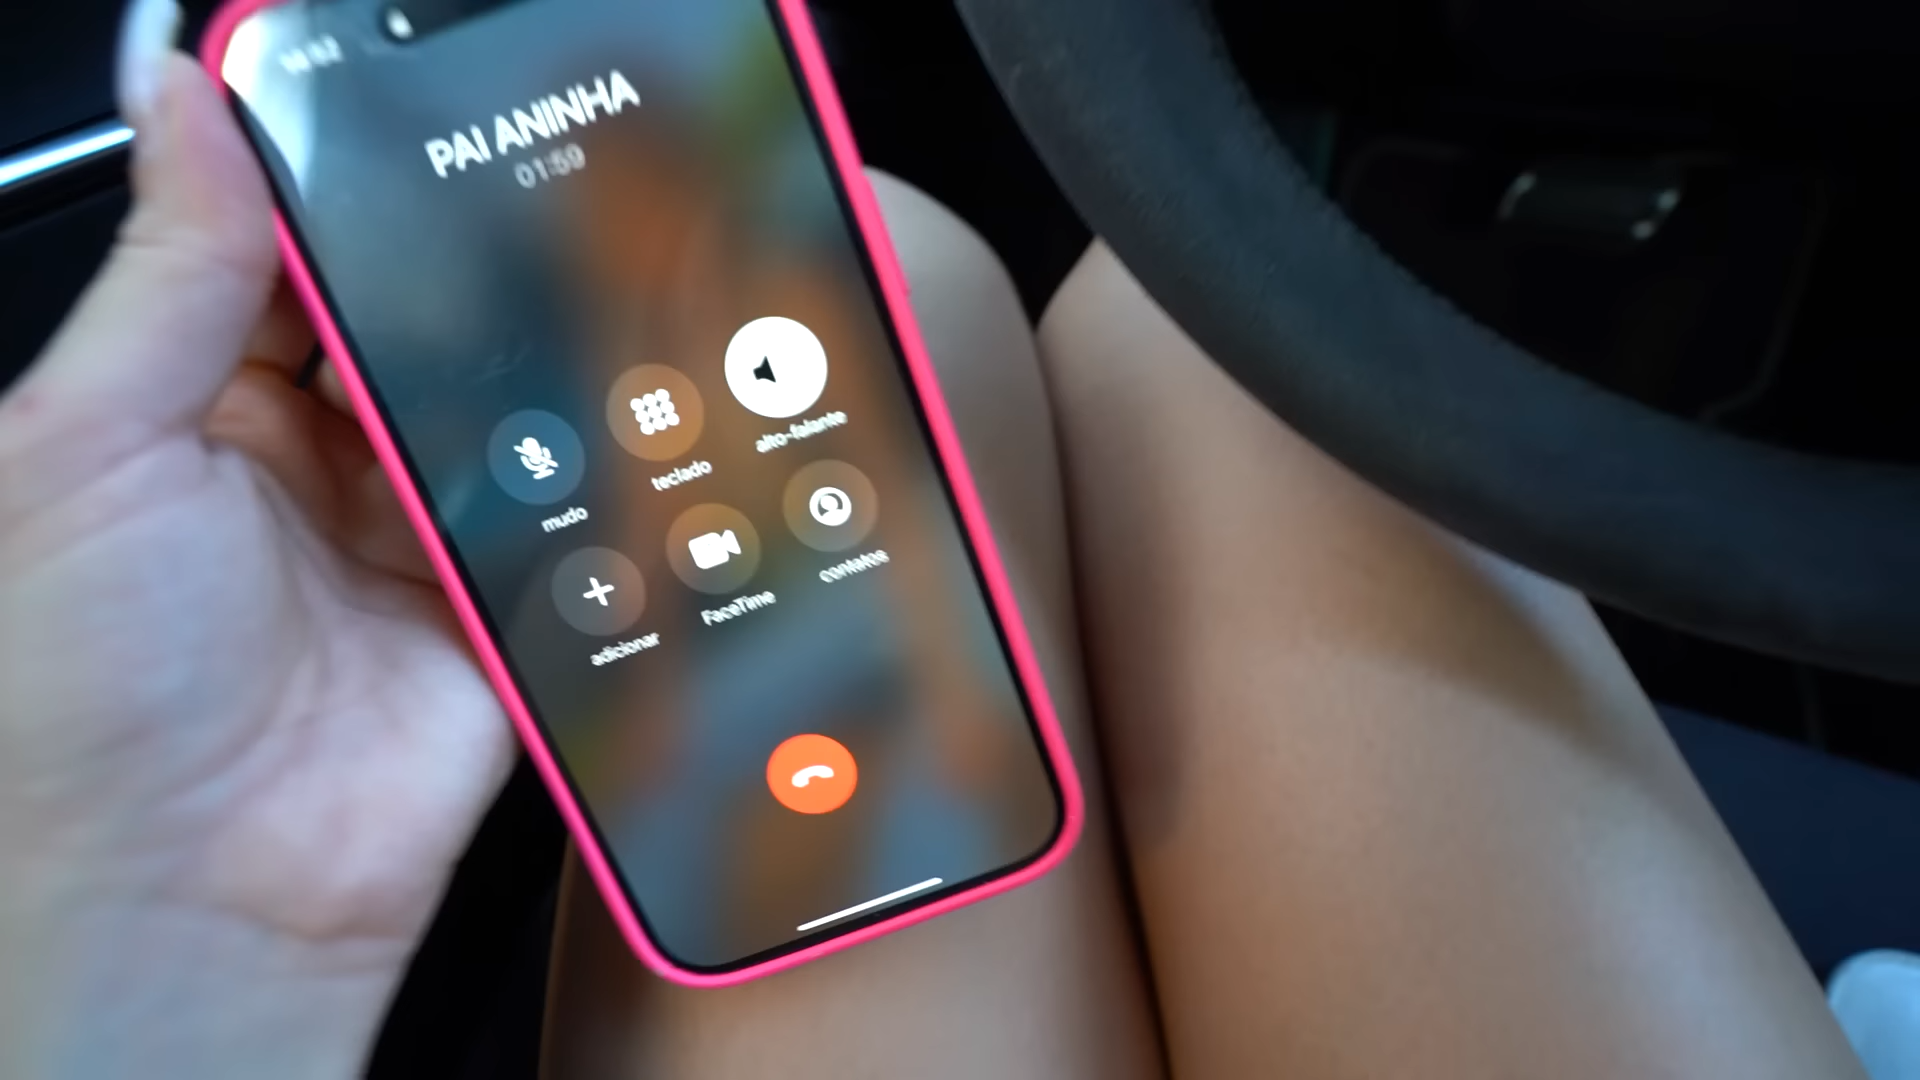 PAI ANINHA
01:59
mudo
teclado
alto-falante
adicionar
FaceTime
contatos